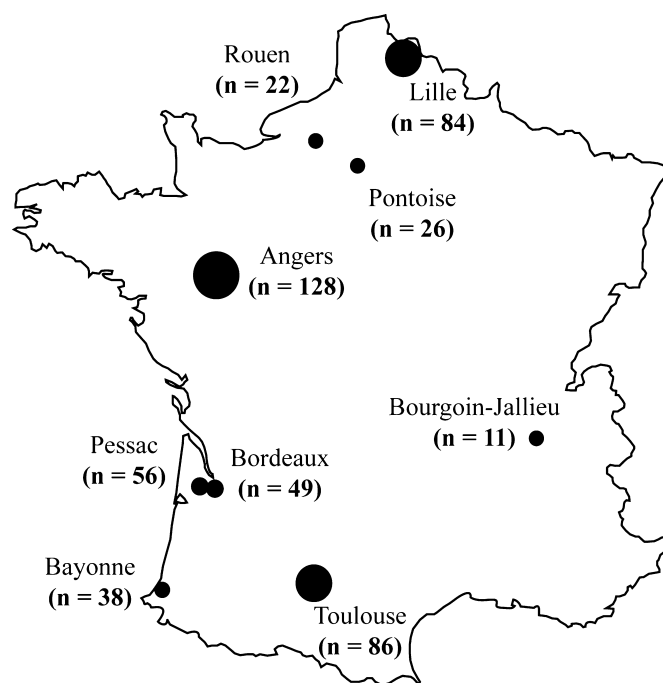 Rouen
(n = 22)
Lille
(n = 84)
Pontoise
(n = 26)
Angers
(n = 128)
Bourgoin-Jallieu
(n = 11)
Pessac
(n = 56)
Bordeaux
(n = 49)
Bayonne
(n = 38)
Toulouse
(n = 86)